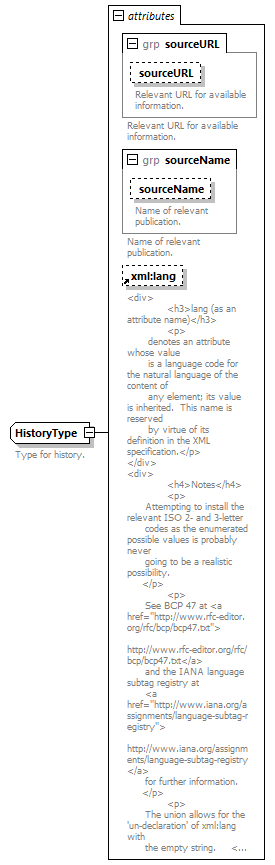 attributes
grp sourceURL
sourceURL
Relevant URL for available
information.
Relevant URL for available
information.
grp sourceName
sourceName
Name of relevant
publication.
Name of relevant
publication.
xml:lang
<div>
<h3>lang (as an
attribute name)</h3>
<p>
denotes an attribute
whose value
is a language code for
the natural language of the
content of
any element; its value
is inherited. This name is
reserved
by virtue of its
definition in the XML
specification.</p>
</div>
<div>
<h4>Notes</h4>
<p>
Attempting to install the
relevant ISO 2- and 3-letter
codes as the enumerated
possible values is probably
never
going to be a realistic
possibility.
</p>
<p>
See BCP 47 at <a
href="http://www.rfc-editor.
org/rfc/bcp/bcp47.txt">
http://www.rfc-editor.org/rfc/
bcp/bcp47.txt</a>
and the IANA language
subtag registry at
<a
href="http://www.iana.org/a
ssignments/language-subtag-r
egistry">
http://www.iana.org/assignm
ents/language-subtag-registry
</a>
for further information.
</p>
<p>
The union allows for the
'un-declaration' of xml:lang
with
the empty string. <...
HistoryType
Type for history.